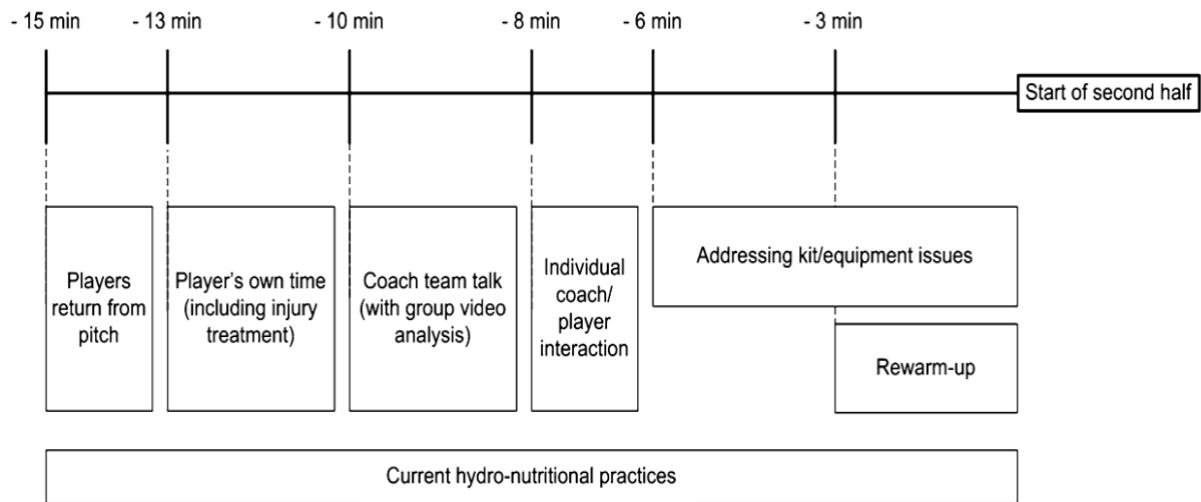 - 15 min
- 13 min
- 10 min
- 8 min
- 6 min
- 3 min
Start of second half
Players
return from
pitch
Player's own time
(including injury
treatment)
Coach team talk
(with group video
analysis)
Individual
coach/
player
interaction
Addressing kit/equipment issues
Rewarm-up
Current hydro-nutritional practices